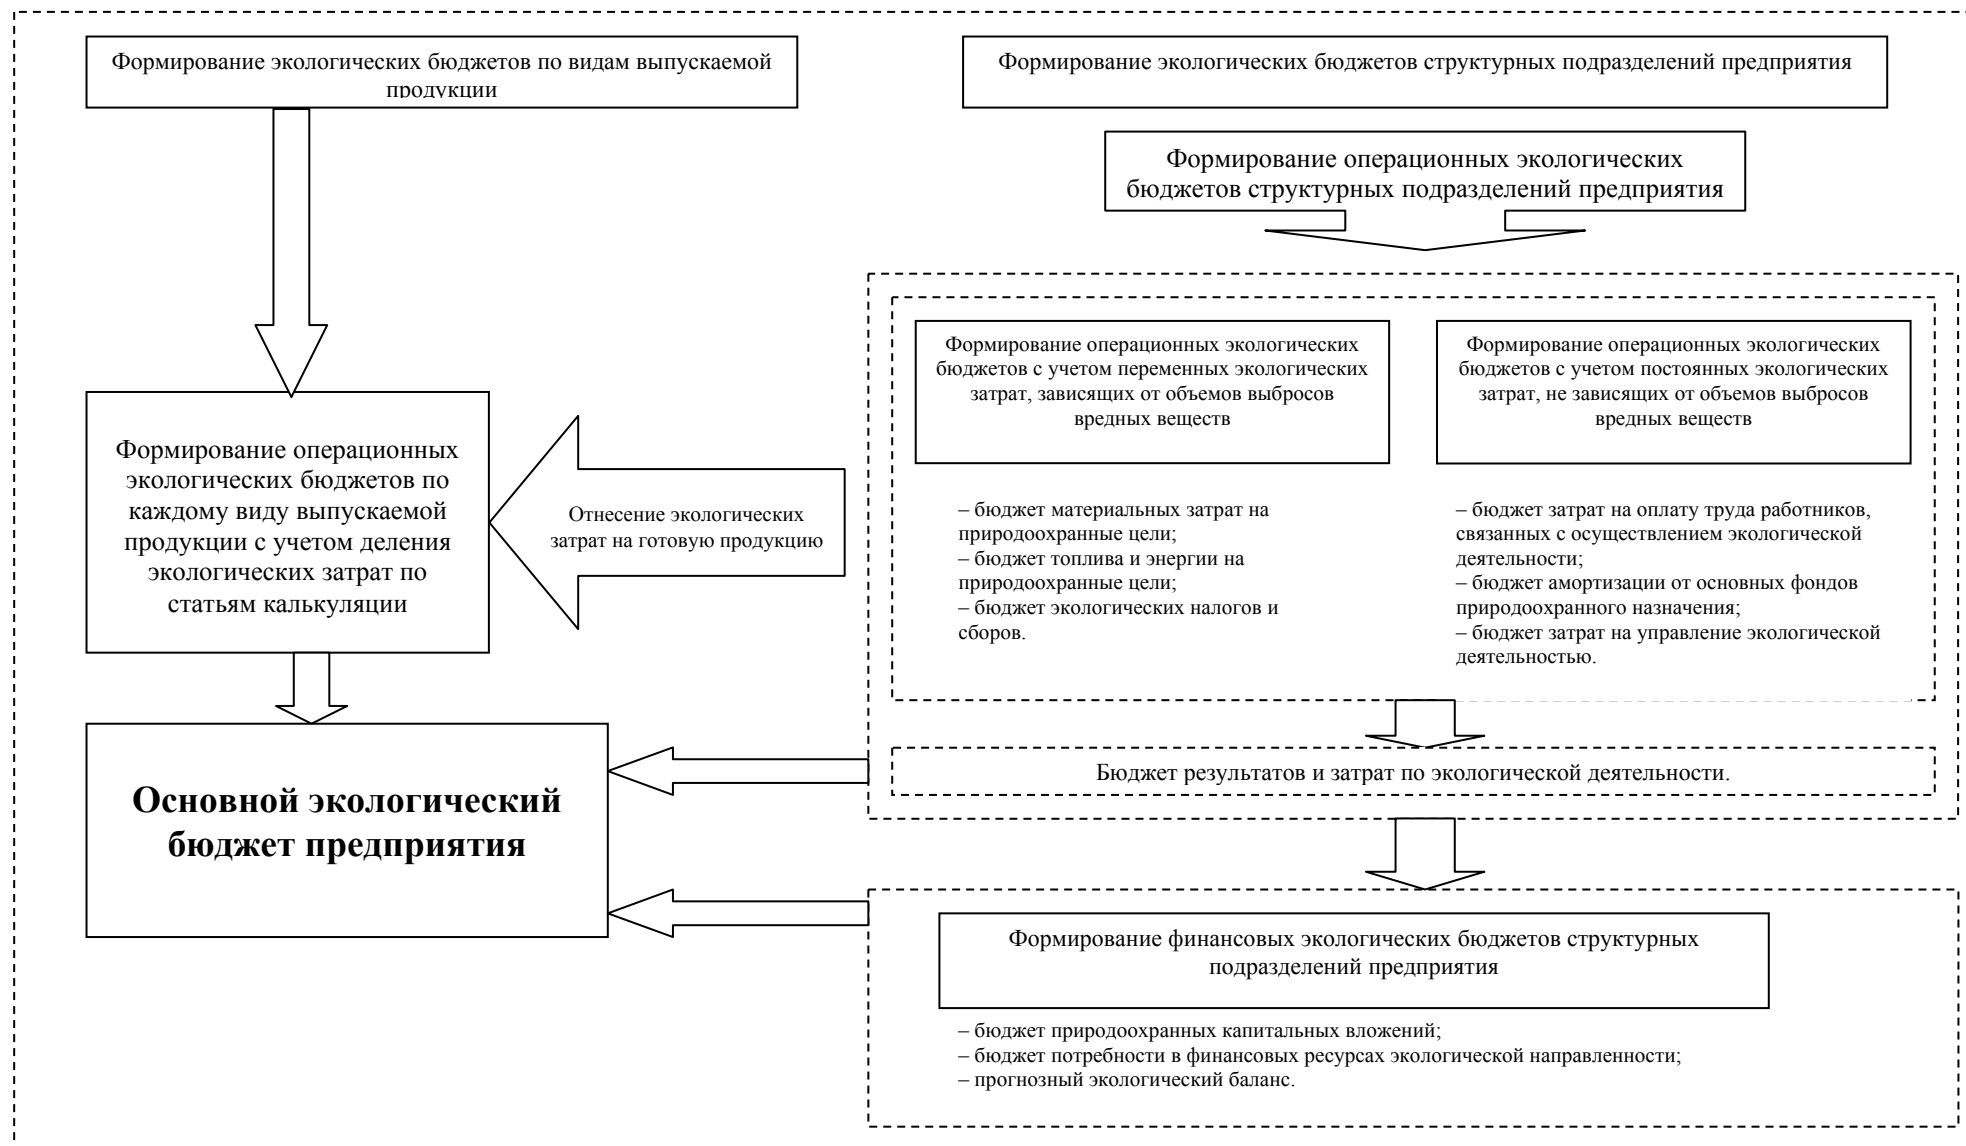 Формирование экологических бюджетов по видам выпускаемой
продукции
Формирование экологических бюджетов структурных подразделений предприятия
Формирование операционных экологических
бюджетов структурных подразделений предприятия
Формирование операционных экологических
бюджетов с учетом переменных экологических
затрат, зависящих от объемов выбросов
вредных веществ
Формирование операционных экологических
бюджетов с учетом постоянных экологических
затрат, не зависящих от объемов выбросов
вредных веществ
Формирование операционных
экологических бюджетов по
каждому виду выпускаемой
продукции с учетом деления
экологических затрат по
статьям калькуляции
Отнесение экологических
затрат на готовую продукцию
– бюджет материальных затрат на
природоохранные цели;
– бюджет топлива и энергии на
природоохранные цели;
– бюджет экологических налогов и
сборов.
– бюджет затрат на оплату труда работников,
связанных с осуществлением экологической
деятельности;
– бюджет амортизации от основных фондов
природоохранного назначения;
– бюджет затрат на управление экологической
деятельностью.
Бюджет результатов и затрат по экологической деятельности.
Основной экологический
бюджет предприятия
Формирование финансовых экологических бюджетов структурных
подразделений предприятия
– бюджет природоохранных капитальных вложений;
– бюджет потребности в финансовых ресурсах экологической направленности;
– прогнозный экологический баланс.